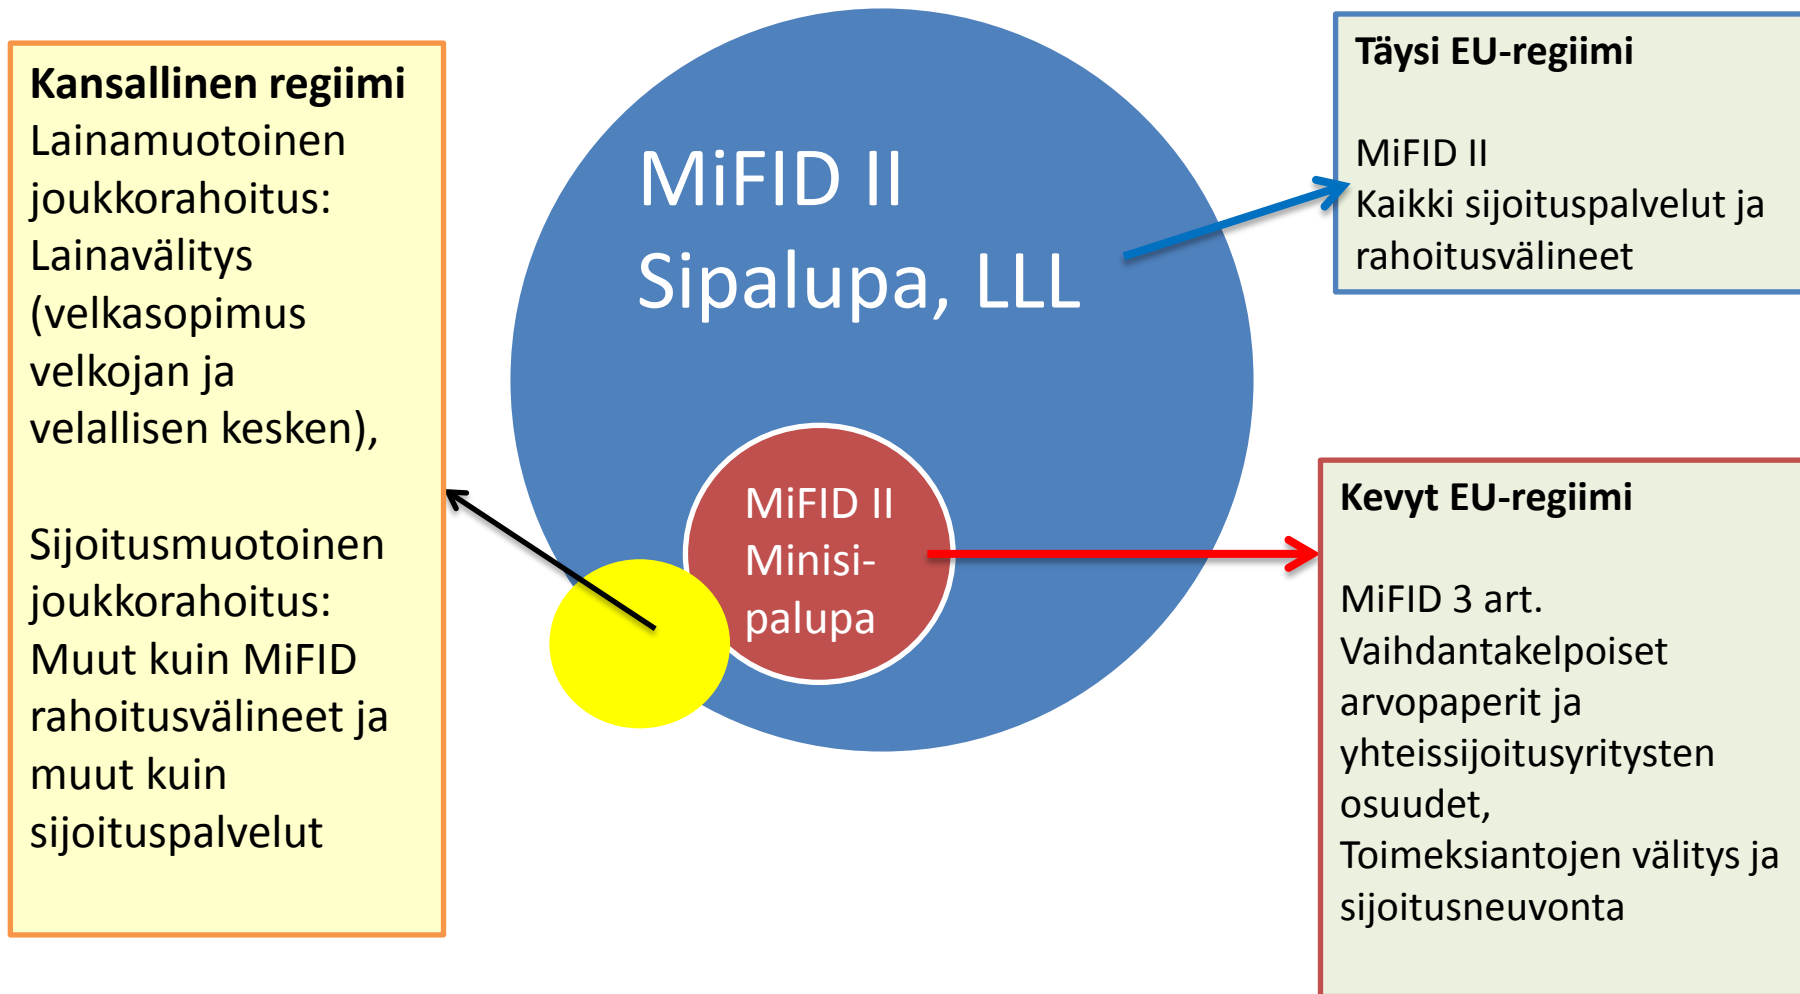 Kansallinen regiimi
Lainamuotoinen
joukkorahoitus:
Lainavälitys
(velkasopimus
velkojan ja
velallisen kesken),
Sijoitusmuotoinen
joukkorahoitus:
Muut kuin MiFID
rahoitusvälineet ja
muut kuin
sijoituspalvelut
MiFID II
Sipalupa, LLL
MiFID II
Minisi-
palupa
Täysi EU-regiimi
MiFID II
Kaikki sijoituspalvelut ja
rahoitusvälineet
Kevyt EU-regiimi
MiFID 3 art.
Vaihdantakelpoiset
arvopaperit ja
yhteissijoitusyritysten
osuudet,
Toimeksiantojen välitys ja
sijoitusneuvonta